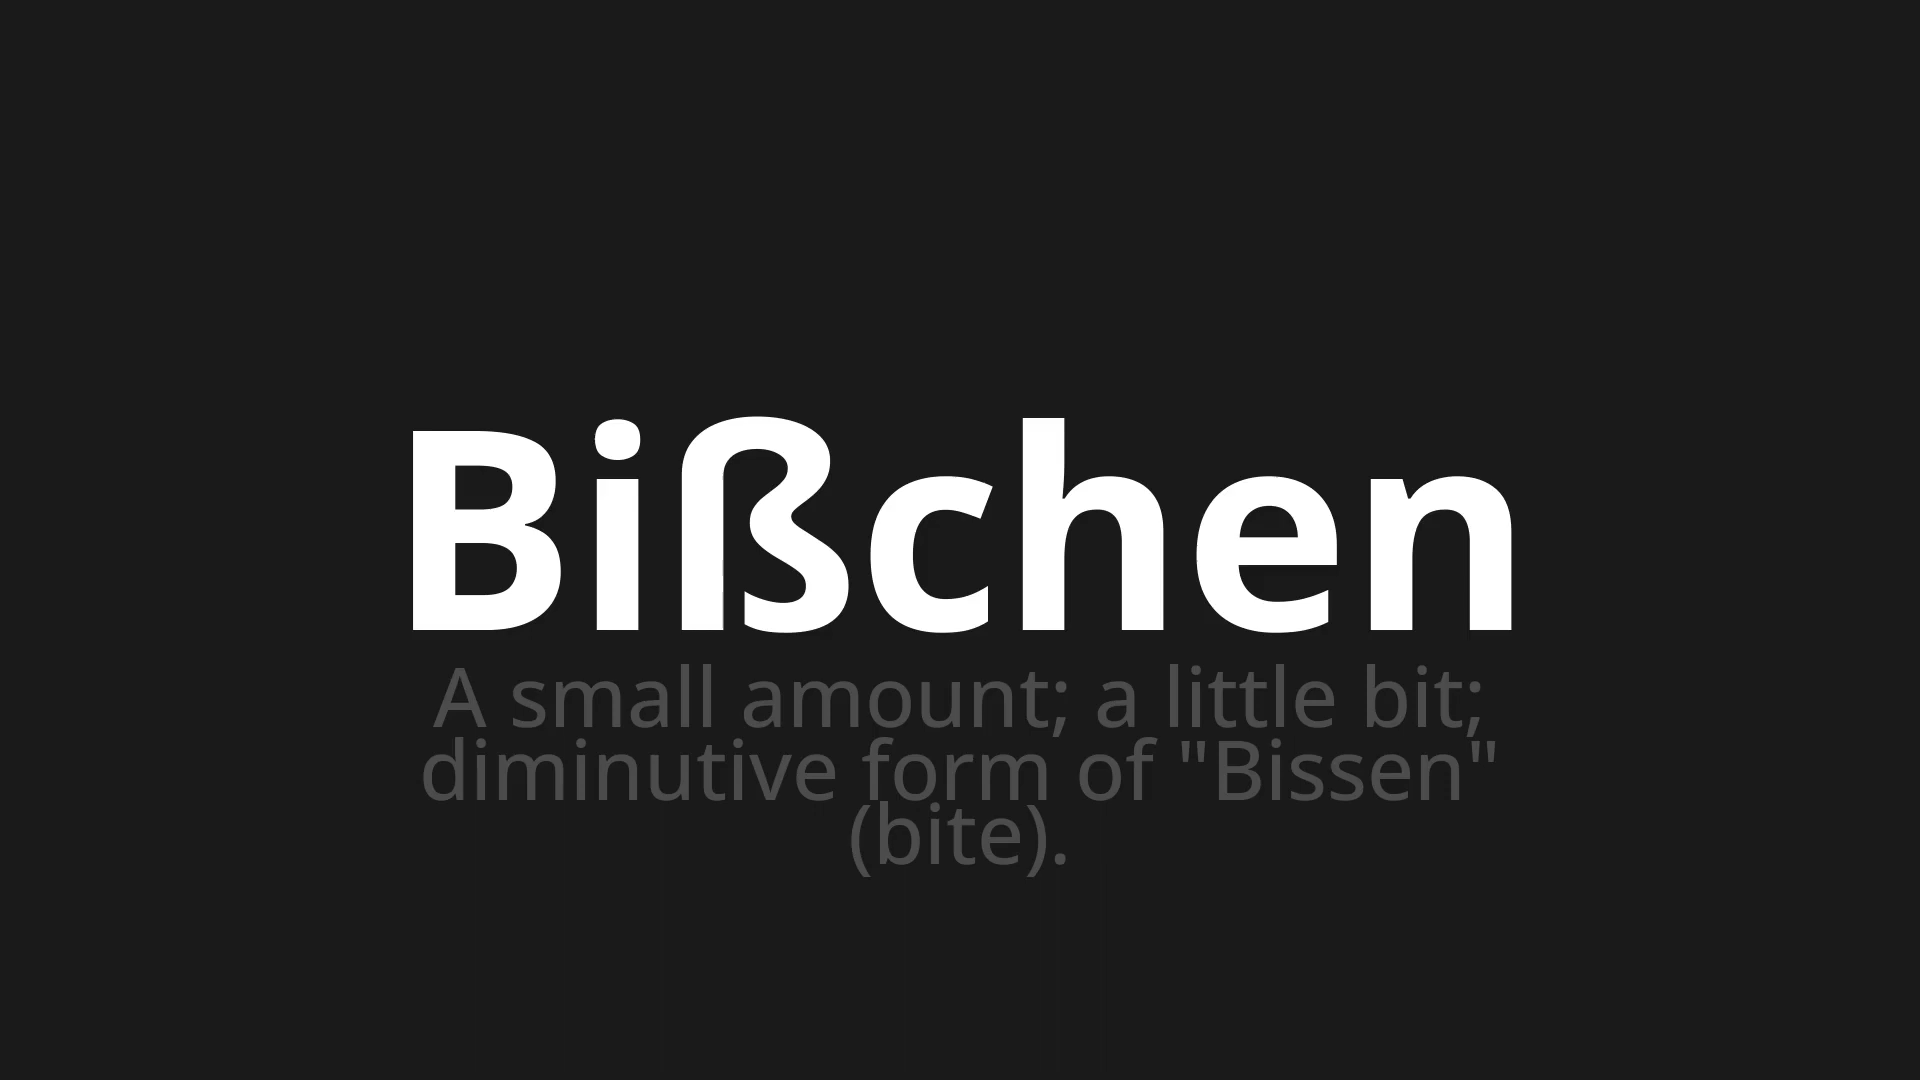 Bißchen
A small amount; a little bit;
diminutive form of "Bissen"
(bite).